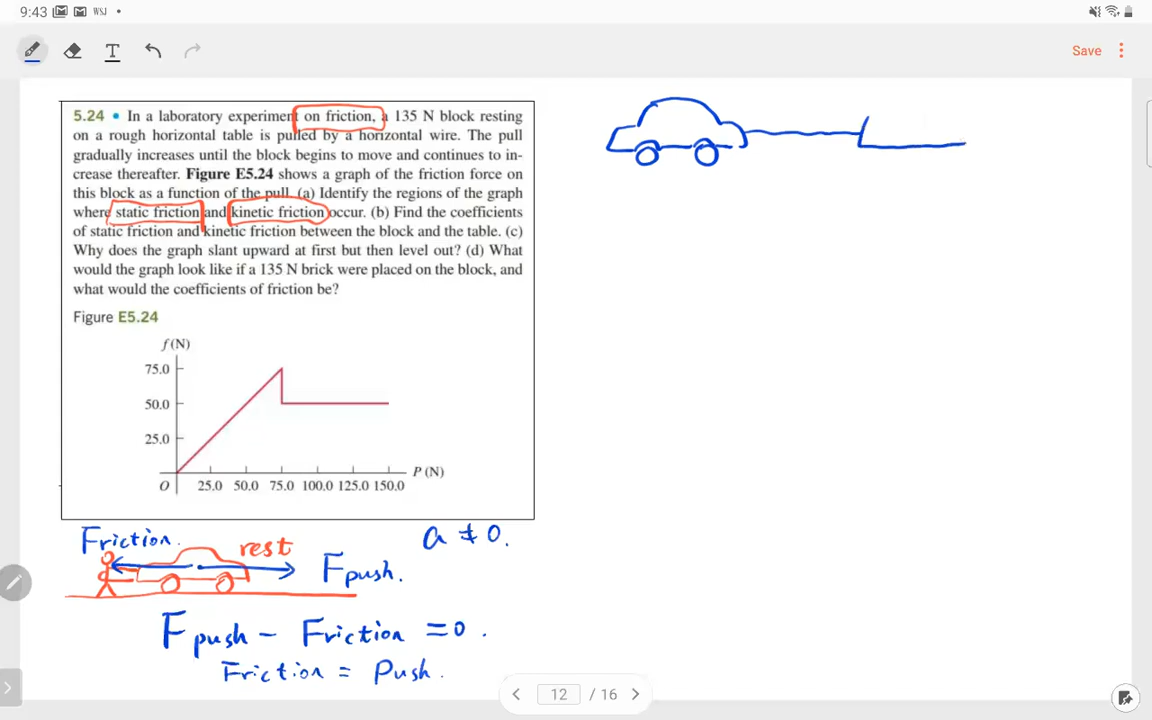 9:43 M M WSJ •
T Save
5.24 • In a laboratory experiment on friction, a 135 N block resting
on a rough horizontal table is pulled by a horizontal wire. The pull
gradually increases until the block begins to move and continues to in-
crease thereafter. Figure E5.24 shows a graph of the friction force on
this block as a function of the pull. (a) Identify the regions of the graph
where static friction and kinetic friction occur. (b) Find the coefficients
of static friction and kinetic friction between the block and the table. (c)
Why does the graph slant upward at first but then level out? (d) What
would the graph look like if a 135 N brick were placed on the block, and
what would the coefficients of friction be?
Figure E5.24
f (N)
75.0
50.0
25.0
P (N)
O 25.0 50.0 75.0 100.0 125.0 150.0
Friction. rest a ≠ 0.
Fpush.
Fpush - Friction = 0.
Friction = Push.
12 / 16